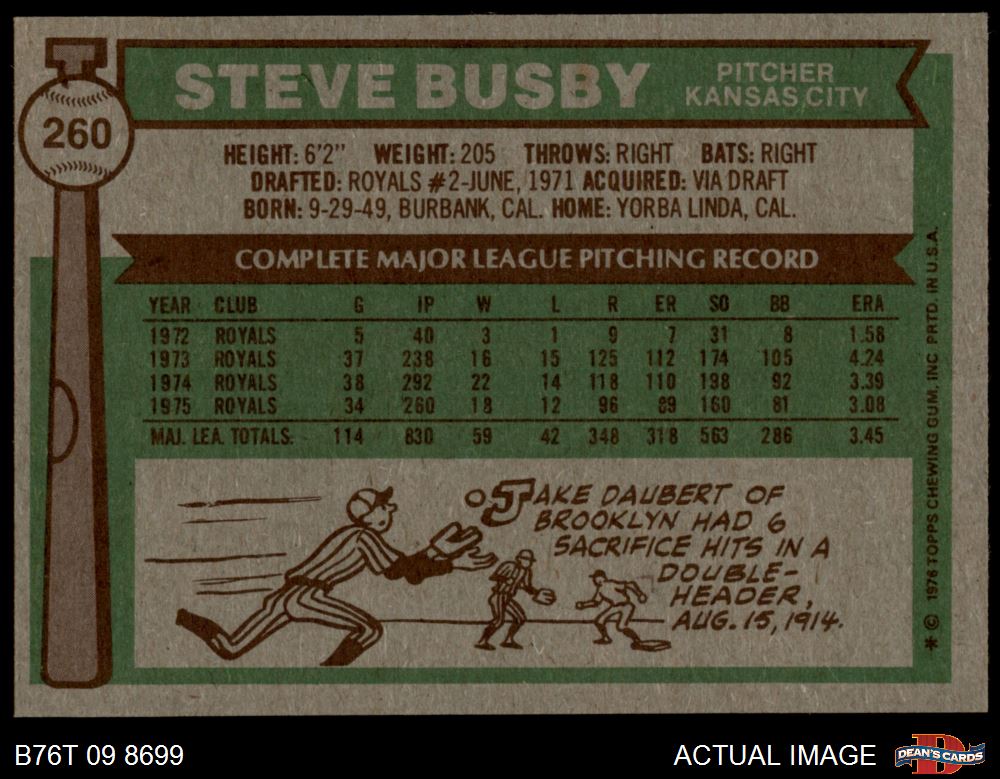 STEVE BUSBY
PITCHER
KANSAS CITY
260
HEIGHT: 6'2" WEIGHT: 205 THROWS: RIGHT BATS: RIGHT
DRAFTED: ROYALS #2-JUNE, 1971 ACQUIRED: VIA DRAFT
BORN: 9-29-49, BURBANK, CAL. HOME: YORBA LINDA, CAL.
COMPLETE MAJOR LEAGUE PITCHING RECORD
YEAR CLUB G IP W L R ER SO BB ERA
1972 ROYALS 5 40 3 1 9 7 31 8 1.58
1973 ROYALS 37 238 16 15 125 112 174 105 4.24
1974 ROYALS 38 292 22 14 118 110 198 92 3.39
1975 ROYALS 34 260 18 12 96 89 160 81 3.08
MAJ. LEA. TOTALS. 114 830 59 42 348 318 563 286 3.45
JAKE DAUBERT OF
BROOKLYN HAD 6
SACRIFICE HITS IN A
DOUBLE-
HEADER,
AUG. 15, 1914.
* © 1976 TOPPS CHEWING GUM, INC PRTD. IN U.S.A.
B76T 09 8699
ACTUAL IMAGE
DEAN'S CARDS